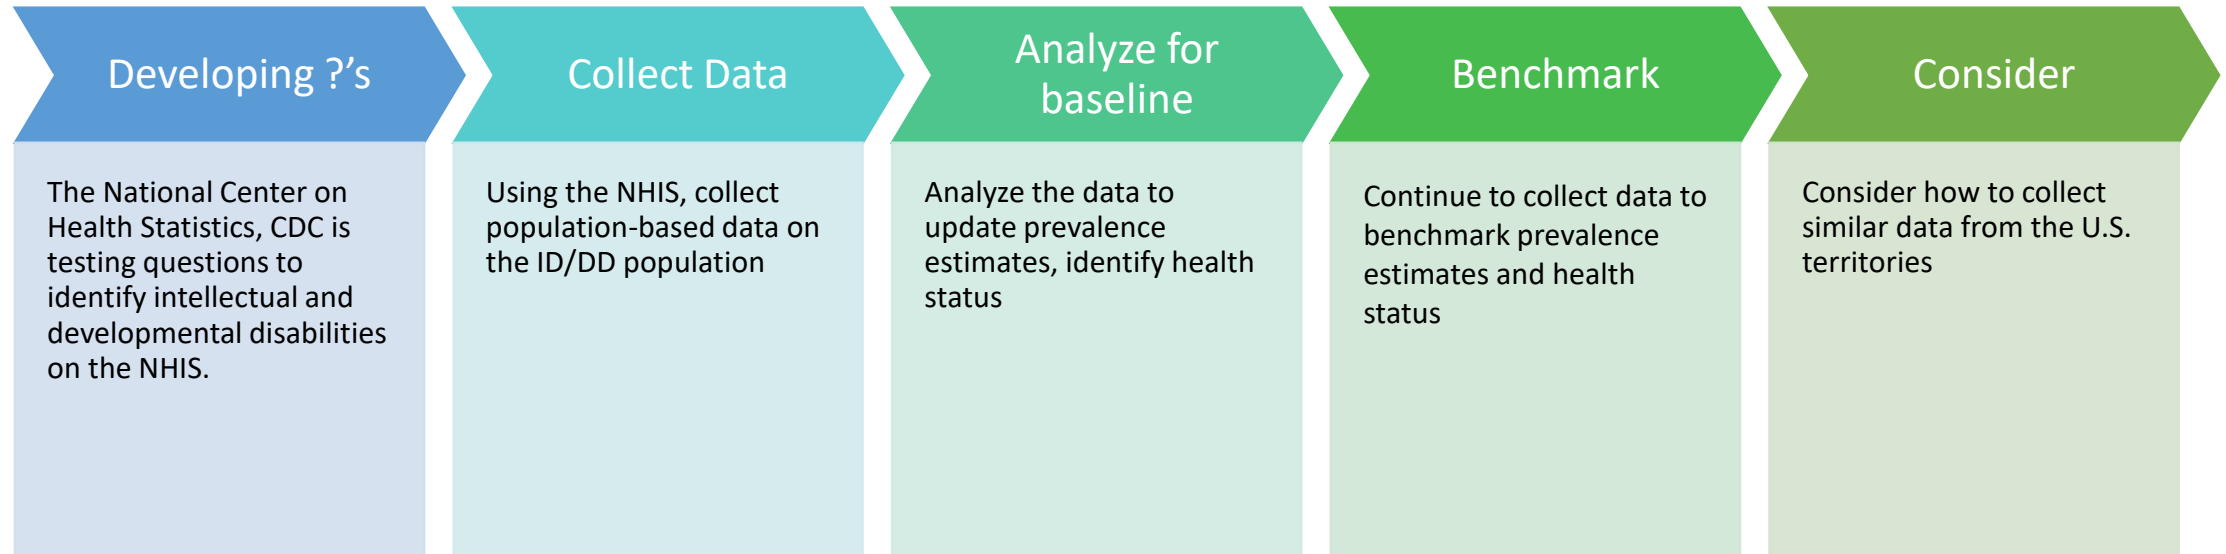 Developing ?’s
The National Center on
Health Statistics, CDC is
testing questions to
identify intellectual and
developmental disabilities
on the NHIS.
Collect Data
Using the NHIS, collect
population-based data on
the ID/DD population
Analyze for
baseline
Analyze the data to
update prevalence
estimates, identify health
status
Benchmark
Continue to collect data to
benchmark prevalence
estimates and health
status
Consider
Consider how to collect
similar data from the U.S.
territories